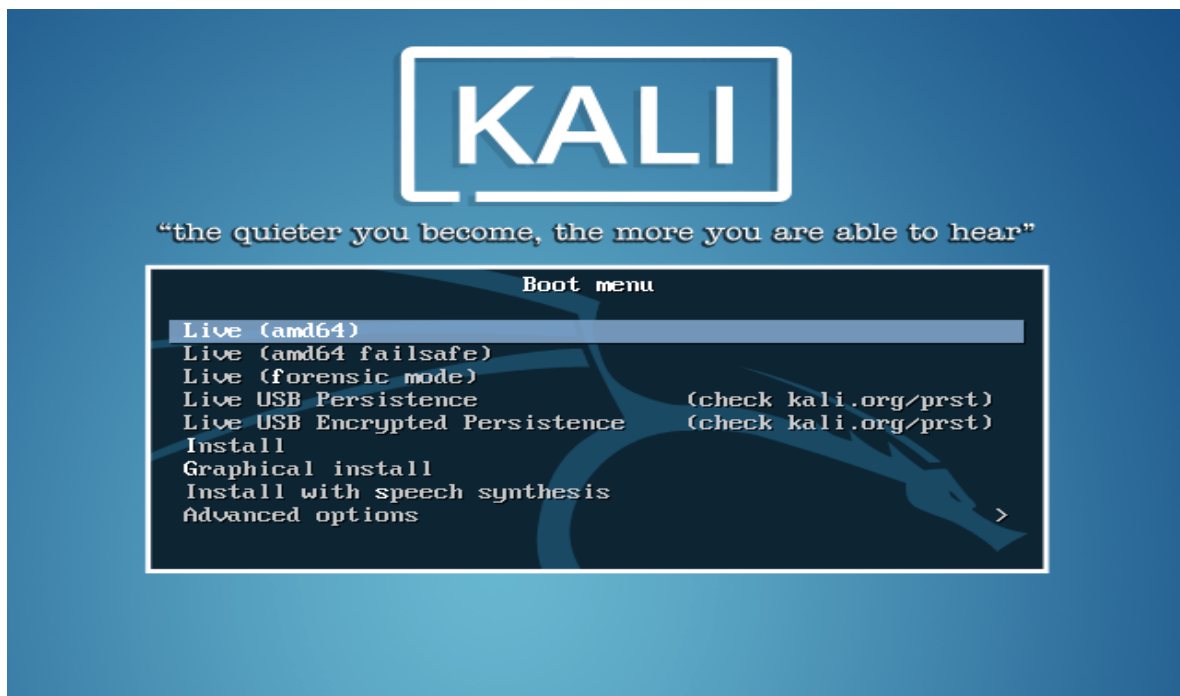 KALI
“the quieter you become, the more you are able to hear”
Boot menu
Live (amd64)
Live (amd64 failsafe)
Live (forensic mode)
Live USB Persistence (check kali.org/prst)
Live USB Encrypted Persistence (check kali.org/prst)
Install
Graphical install
Install with speech synthesis
Advanced options >